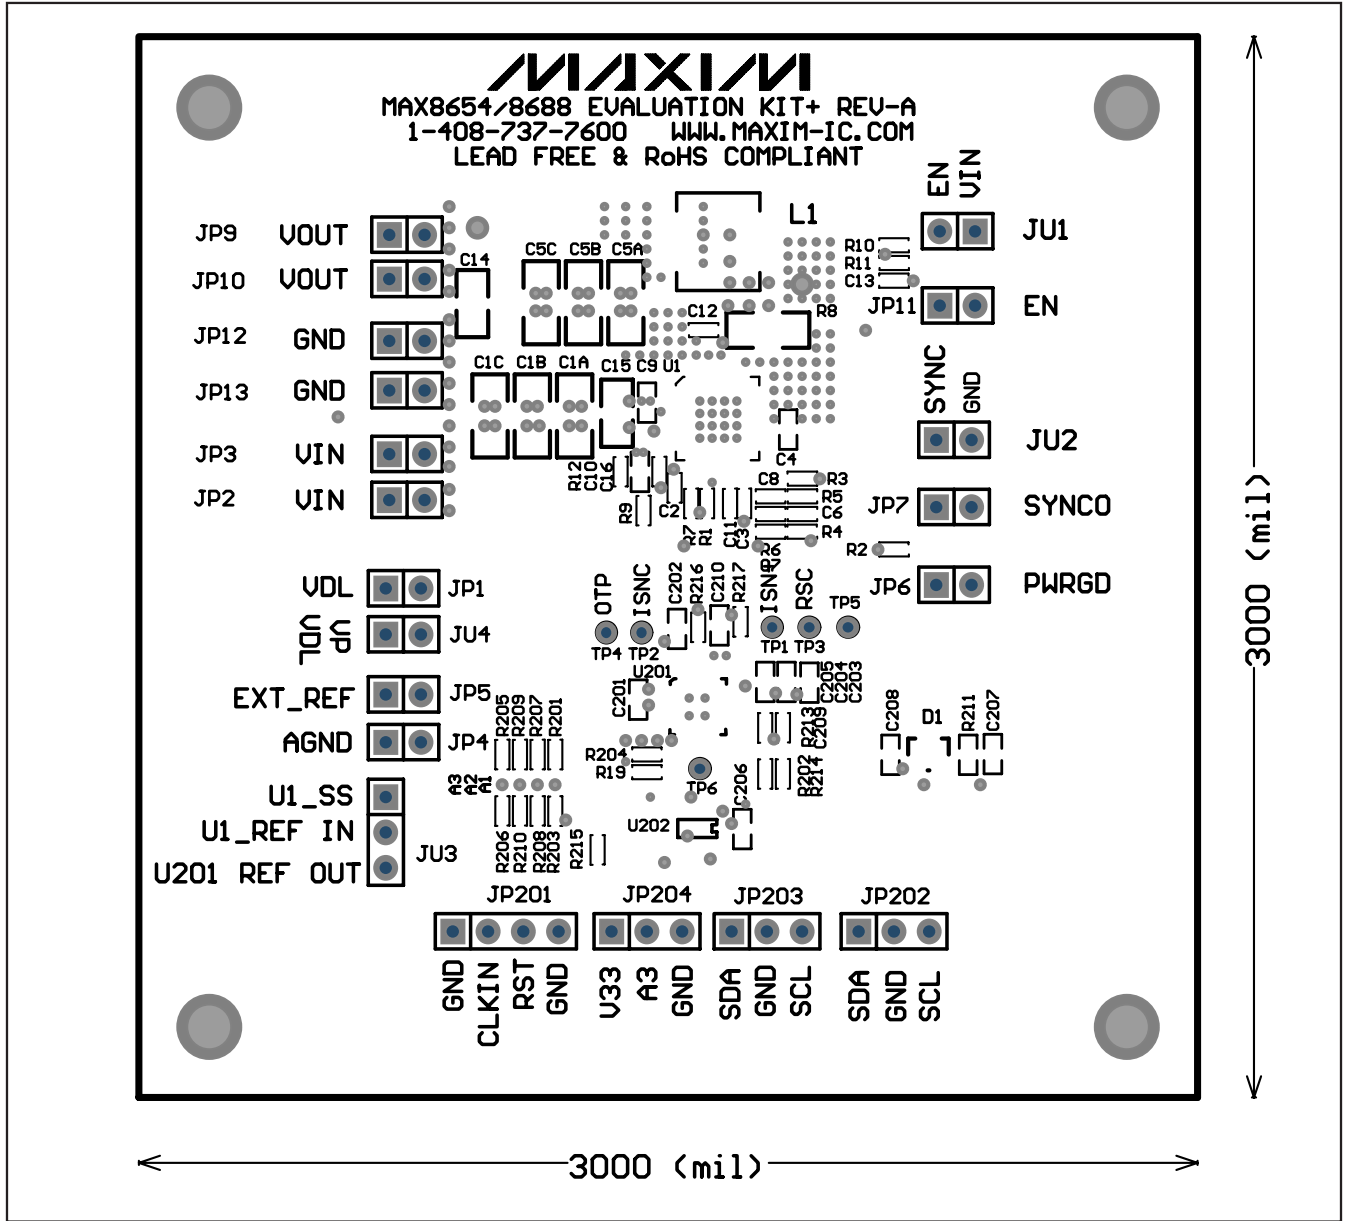 MAXIM
MAX8654/8688 EVALUATION KIT+ REV-A
1-408-737-7600 WWW.MAXIM-IC.COM
LEAD FREE & RoHS COMPLIANT
EN
VIN
L1
JU1
JP9 VOUT
JP10 VOUT
C14
C5C C5B C5A
R10
R11
C13
JP11 EN
C12
R8
JP12 GND
JP13 GND
C1C C1B C1A C15 C9 U1
SYNC
GND
JU2
C4
JP3 VIN
JP2 VIN
R12
C10
C16
R9
C2
R7
R1
C11
C3
C8 R3
R5
C6
R4
R6
JP7 SYNCO
R2
JP6 PWRGD
VDL JP1
VDL
VP
JU4
OTP
ISNC
C202
R216
C210
R217
RSC
TP5
TP4 TP2
TP1 TP3
U201
C201
C205
C204
C203
EXT_REF JP5
AGND JP4
R205
R209
R207
R201
R213
C209
C208
D1
R211
C207
R204
R19
TP6
C206
R202
R214
A3
A2
A1
U1_SS
U1_REF IN
U201 REF OUT
JU3
U202
R206
R210
R208
R203
R215
JP201 JP204 JP203 JP202
GND
CLKIN
RST
GND
V33
A3
GND
SDA
GND
SCL
SDA
GND
SCL
3000 (mil)
3000 (mil)